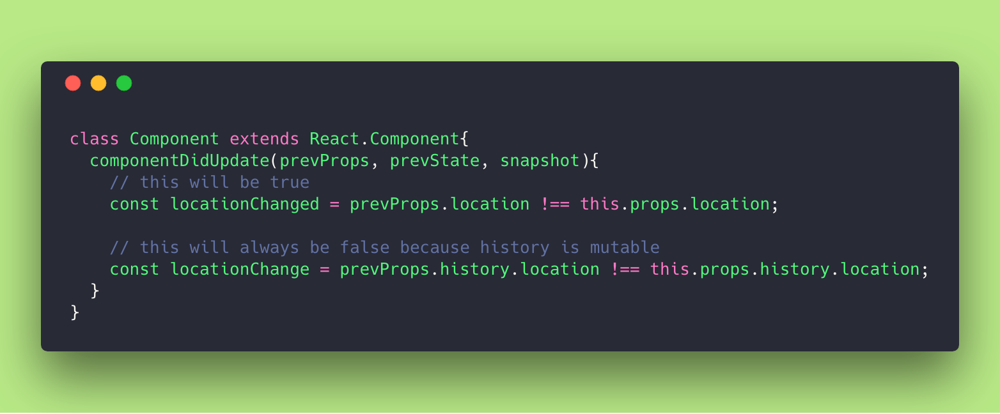 class Component extends React.Component{
  componentDidUpdate(prevProps, prevState, snapshot){
    // this will be true
    const locationChanged = prevProps.location !== this.props.location;

    // this will always be false because history is mutable
    const locationChange = prevProps.history.location !== this.props.history.location;
  }
}